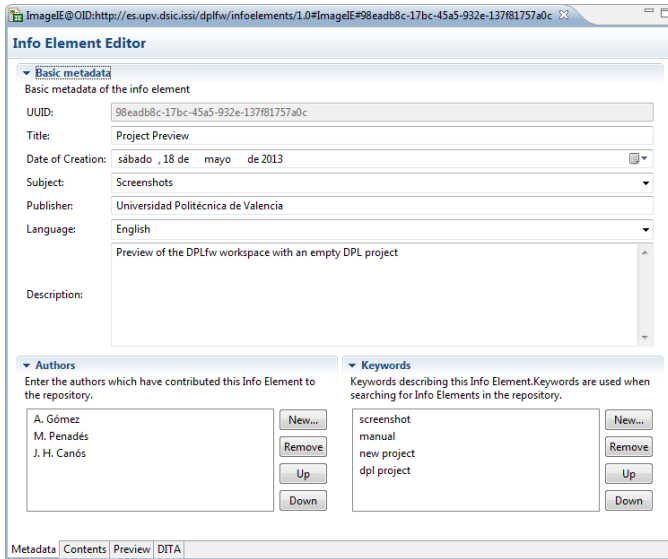 ImageIE@OID:http://es.upv.dsic.issi/dplfw/infoelements/1.0#ImageIE#98eadb8c-17bc-45a5-932e-137f81757a0c
Info Element Editor
Basic metadata
Basic metadata of the info element
UUID: 98eadb8c-17bc-45a5-932e-137f81757a0c
Title: Project Preview
Date of Creation: sábado , 18 de mayo de 2013
Subject: Screenshots
Publisher: Universidad Politécnica de Valencia
Language: English
Description: Preview of the DPLfw workspace with an empty DPL project
Authors
Enter the authors which have contributed this Info Element to
the repository.
A. Gómez
M. Penadés
J. H. Canós
New...
Remove
Up
Down
Keywords
Keywords describing this Info Element.Keywords are used when
searching for Info Elements in the repository.
screenshot
manual
new project
dpl project
New...
Remove
Up
Down
Metadata Contents Preview DITA